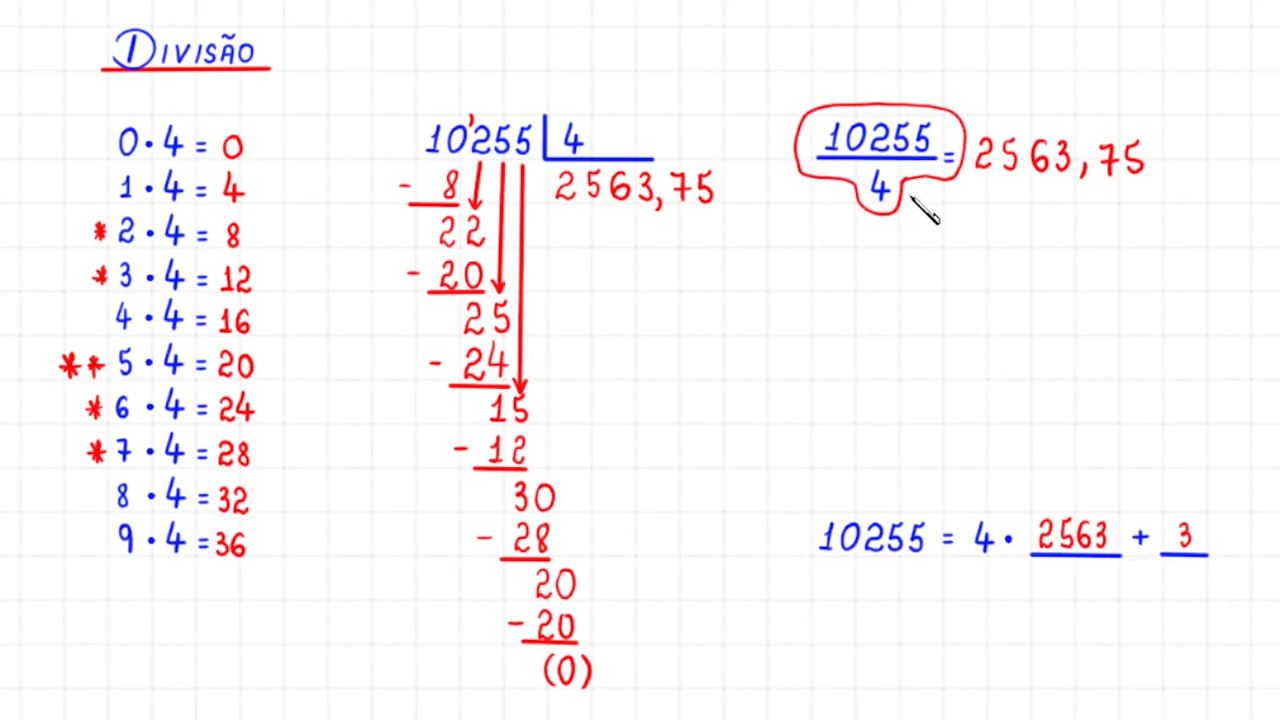 DIVISÃO
0 · 4 = 0
1 · 4 = 4
* 2 · 4 = 8
* 3 · 4 = 12
4 · 4 = 16
** 5 · 4 = 20
* 6 · 4 = 24
* 7 · 4 = 28
8 · 4 = 32
9 · 4 = 36
10'255 4
- 8 2563,75
22
- 20
25
- 24
15
- 12
30
- 28
20
- 20
(0)
10255
= 2563,75
4
10255 = 4 · 2563 + 3